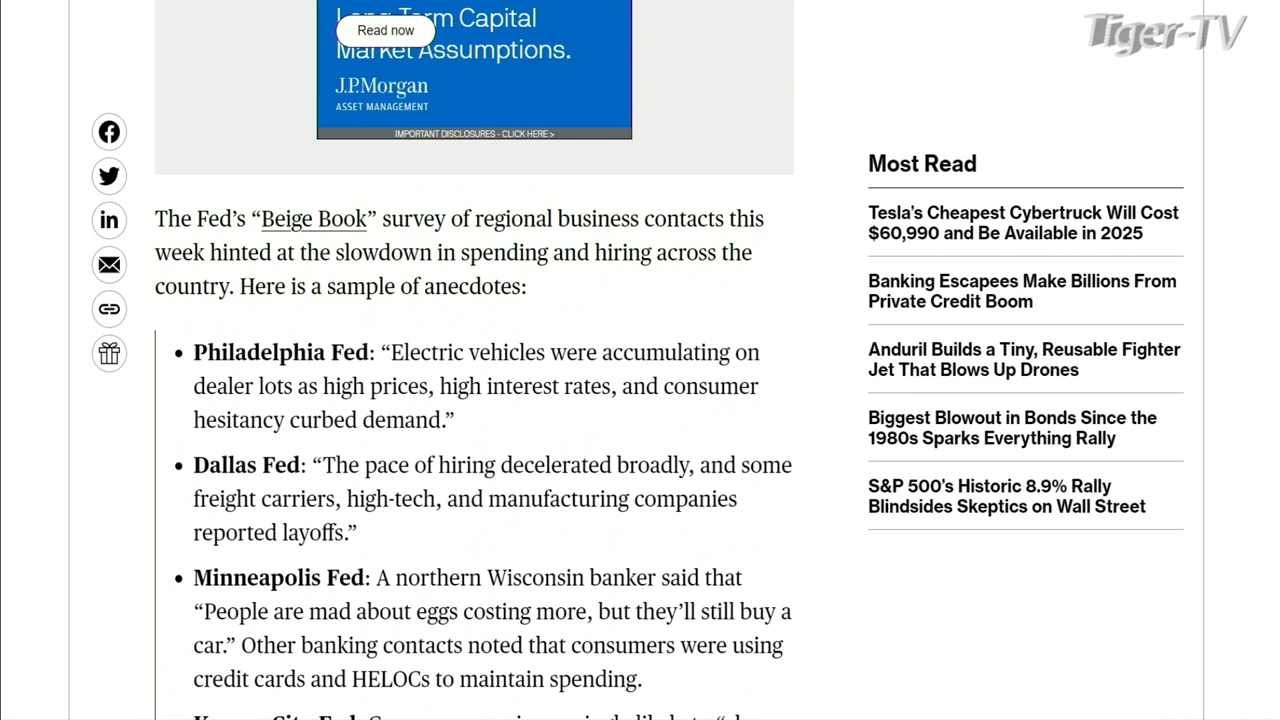 Long-Term Capital
Read now
Market Assumptions.
J.P.Morgan
ASSET MANAGEMENT
IMPORTANT DISCLOSURES - CLICK HERE >
Tiger-TV
The Fed's “Beige Book” survey of regional business contacts this
week hinted at the slowdown in spending and hiring across the
country. Here is a sample of anecdotes:
• Philadelphia Fed: “Electric vehicles were accumulating on
dealer lots as high prices, high interest rates, and consumer
hesitancy curbed demand.”
• Dallas Fed: “The pace of hiring decelerated broadly, and some
freight carriers, high-tech, and manufacturing companies
reported layoffs.”
• Minneapolis Fed: A northern Wisconsin banker said that
“People are mad about eggs costing more, but they'll still buy a
car.” Other banking contacts noted that consumers were using
credit cards and HELOCs to maintain spending.
Most Read
Tesla's Cheapest Cybertruck Will Cost
$60,990 and Be Available in 2025
Banking Escapees Make Billions From
Private Credit Boom
Anduril Builds a Tiny, Reusable Fighter
Jet That Blows Up Drones
Biggest Blowout in Bonds Since the
1980s Sparks Everything Rally
S&P 500's Historic 8.9% Rally
Blindsides Skeptics on Wall Street